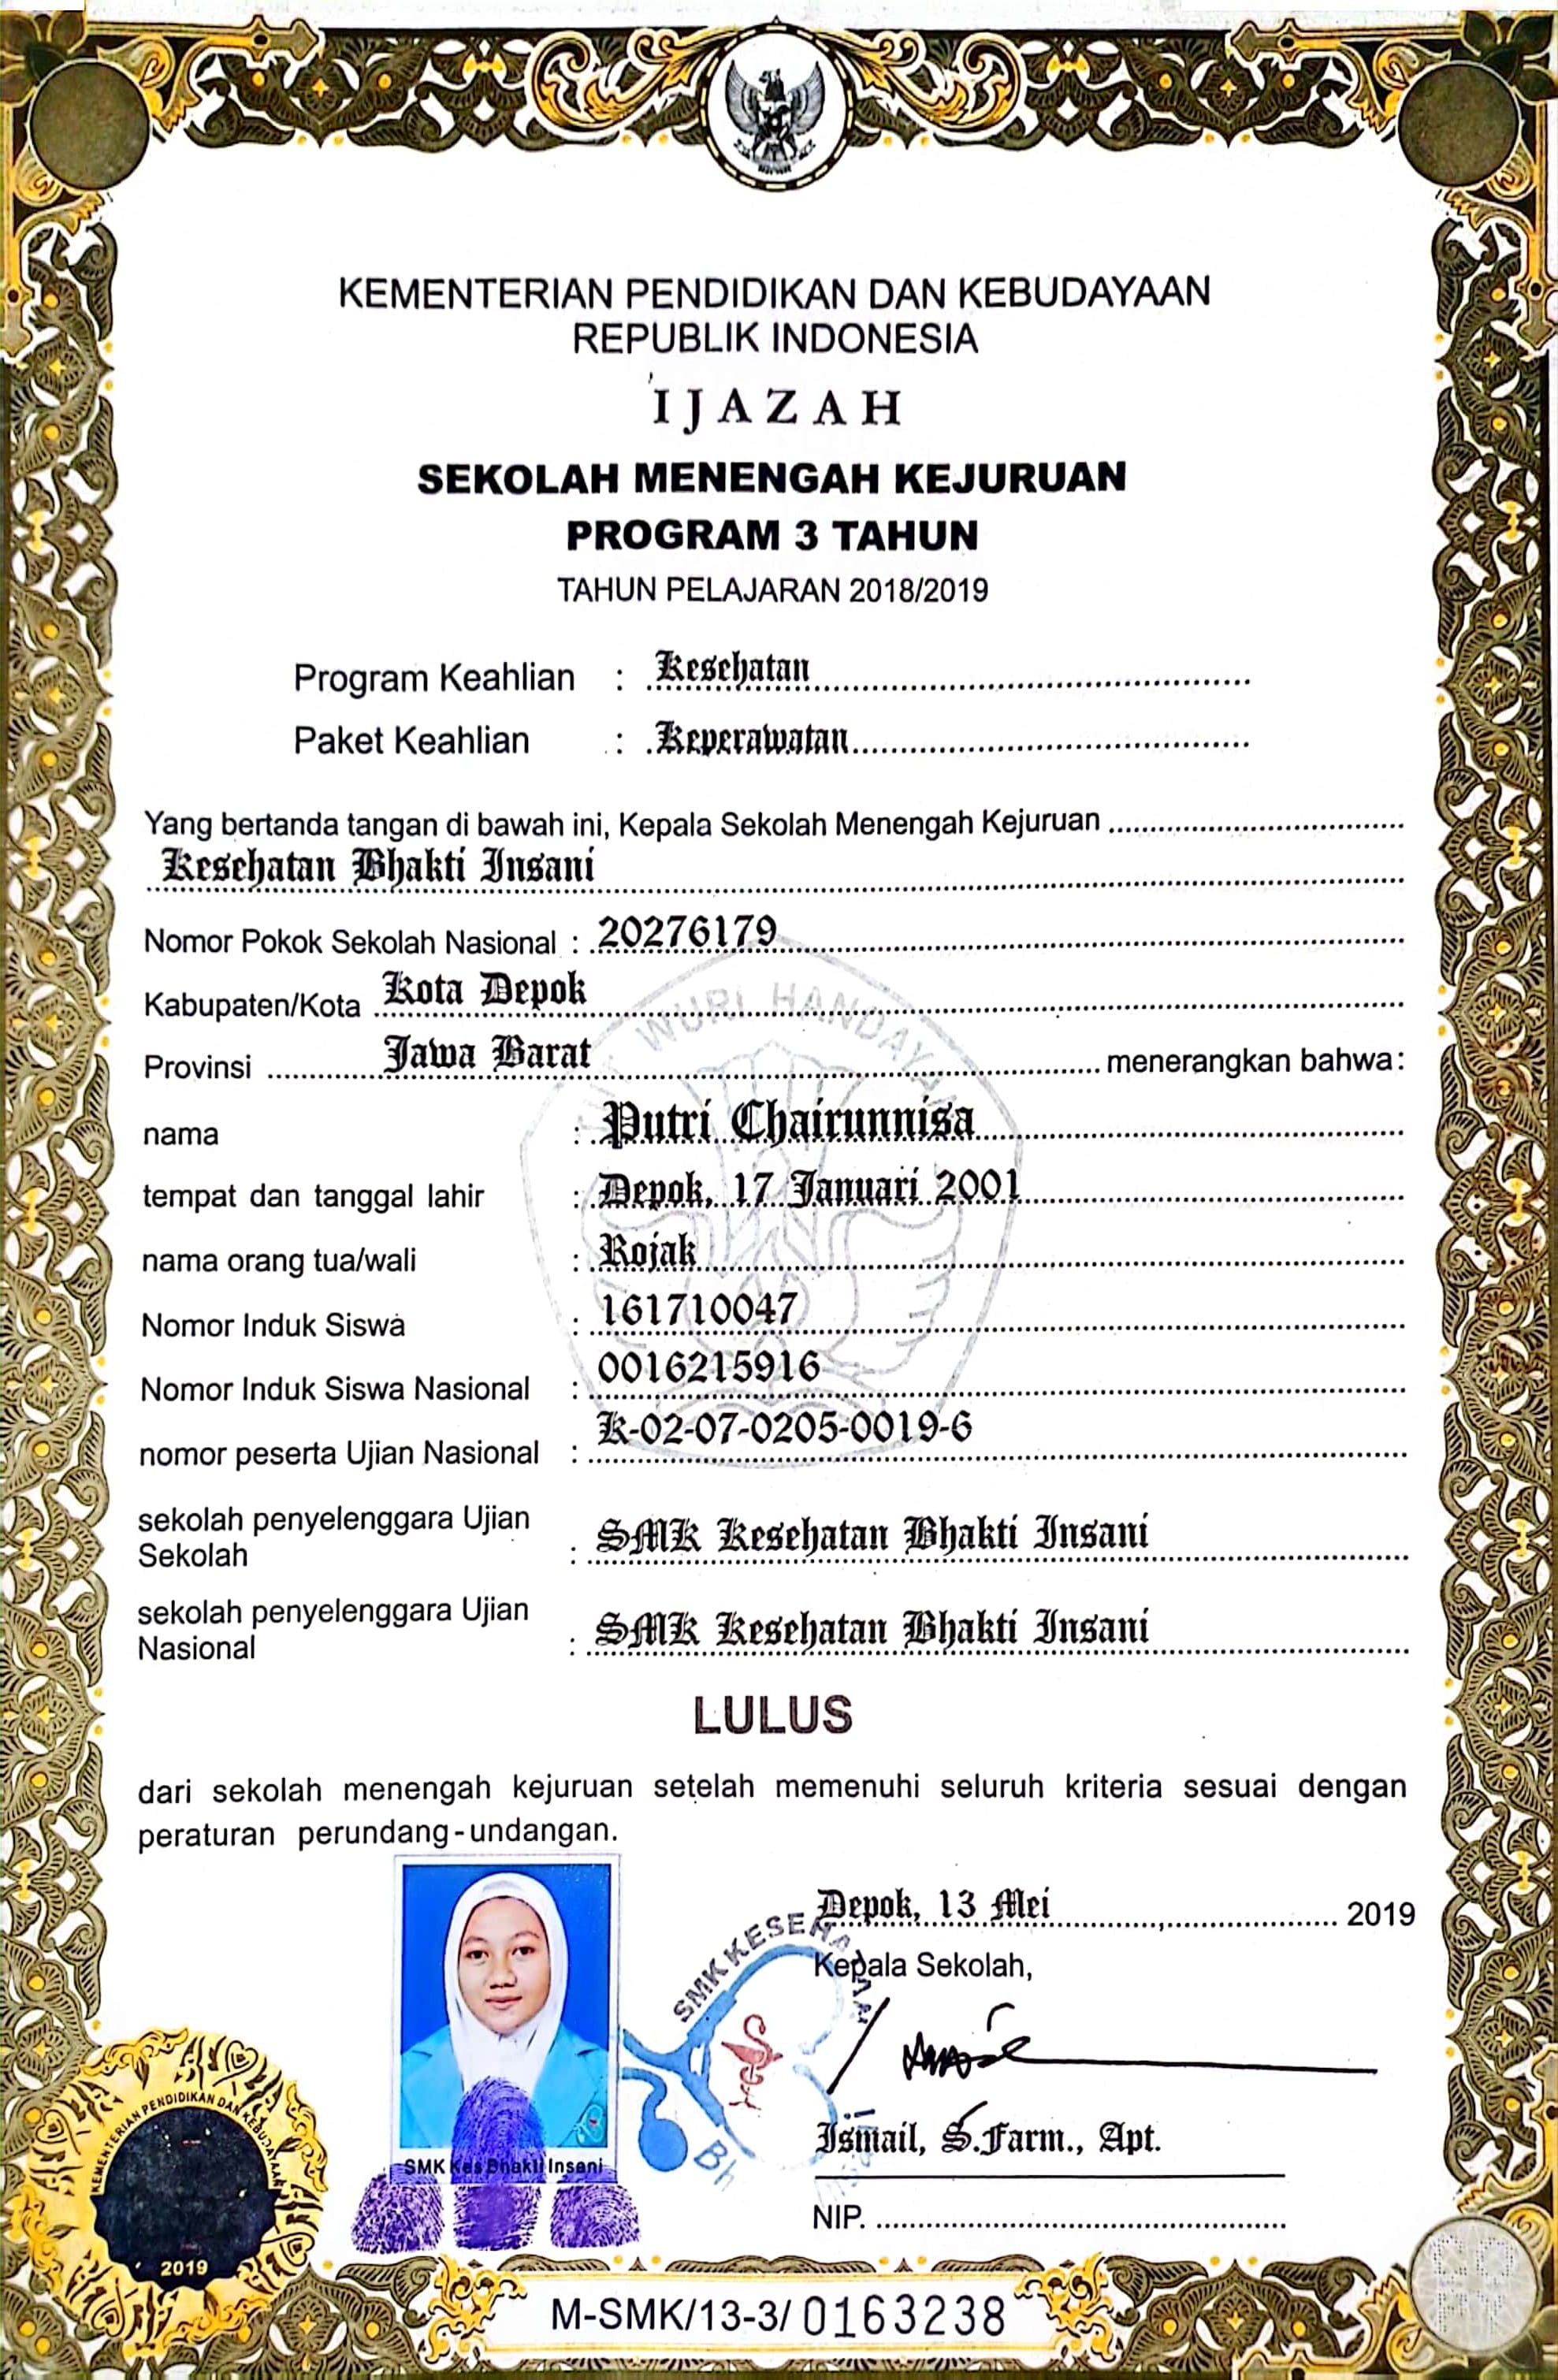 KEMENTERIAN PENDIDIKAN DAN KEBUDAYAAN
REPUBLIK INDONESIA
IJAZAH
SEKOLAH MENENGAH KEJURUAN
PROGRAM 3 TAHUN
TAHUN PELAJARAN 2018/2019
Program Keahlian : Kesehatan
Paket Keahlian : Keperawatan
Yang bertanda tangan di bawah ini, Kepala Sekolah Menengah Kejuruan
Kesehatan Bhakti Insani
Nomor Pokok Sekolah Nasional : 20276179
Kabupaten/Kota Kota Depok
Provinsi Jawa Barat menerangkan bahwa:
WURI HANDAYANI
nama : Putri Chairunnisa
tempat dan tanggal lahir : Depok, 17 Januari 2001
nama orang tua/wali : Rojak
Nomor Induk Siswa : 161710047
Nomor Induk Siswa Nasional : 0016215916
nomor peserta Ujian Nasional : K-02-07-0205-0019-6
sekolah penyelenggara Ujian
Sekolah : SMK Kesehatan Bhakti Insani
sekolah penyelenggara Ujian
Nasional : SMK Kesehatan Bhakti Insani
LULUS
dari sekolah menengah kejuruan setelah memenuhi seluruh kriteria sesuai dengan
peraturan perundang-undangan.
Depok, 13 Mei 2019
Kepala Sekolah,
SMK KESEHATAN
Bh
Ismail, S.Farm., Apt.
NIP.
SMK Kes Bhakti Insani
KEMENTERIAN PENDIDIKAN DAN KEBUDAYAAN
2019
M-SMK/13-3/ 0163238